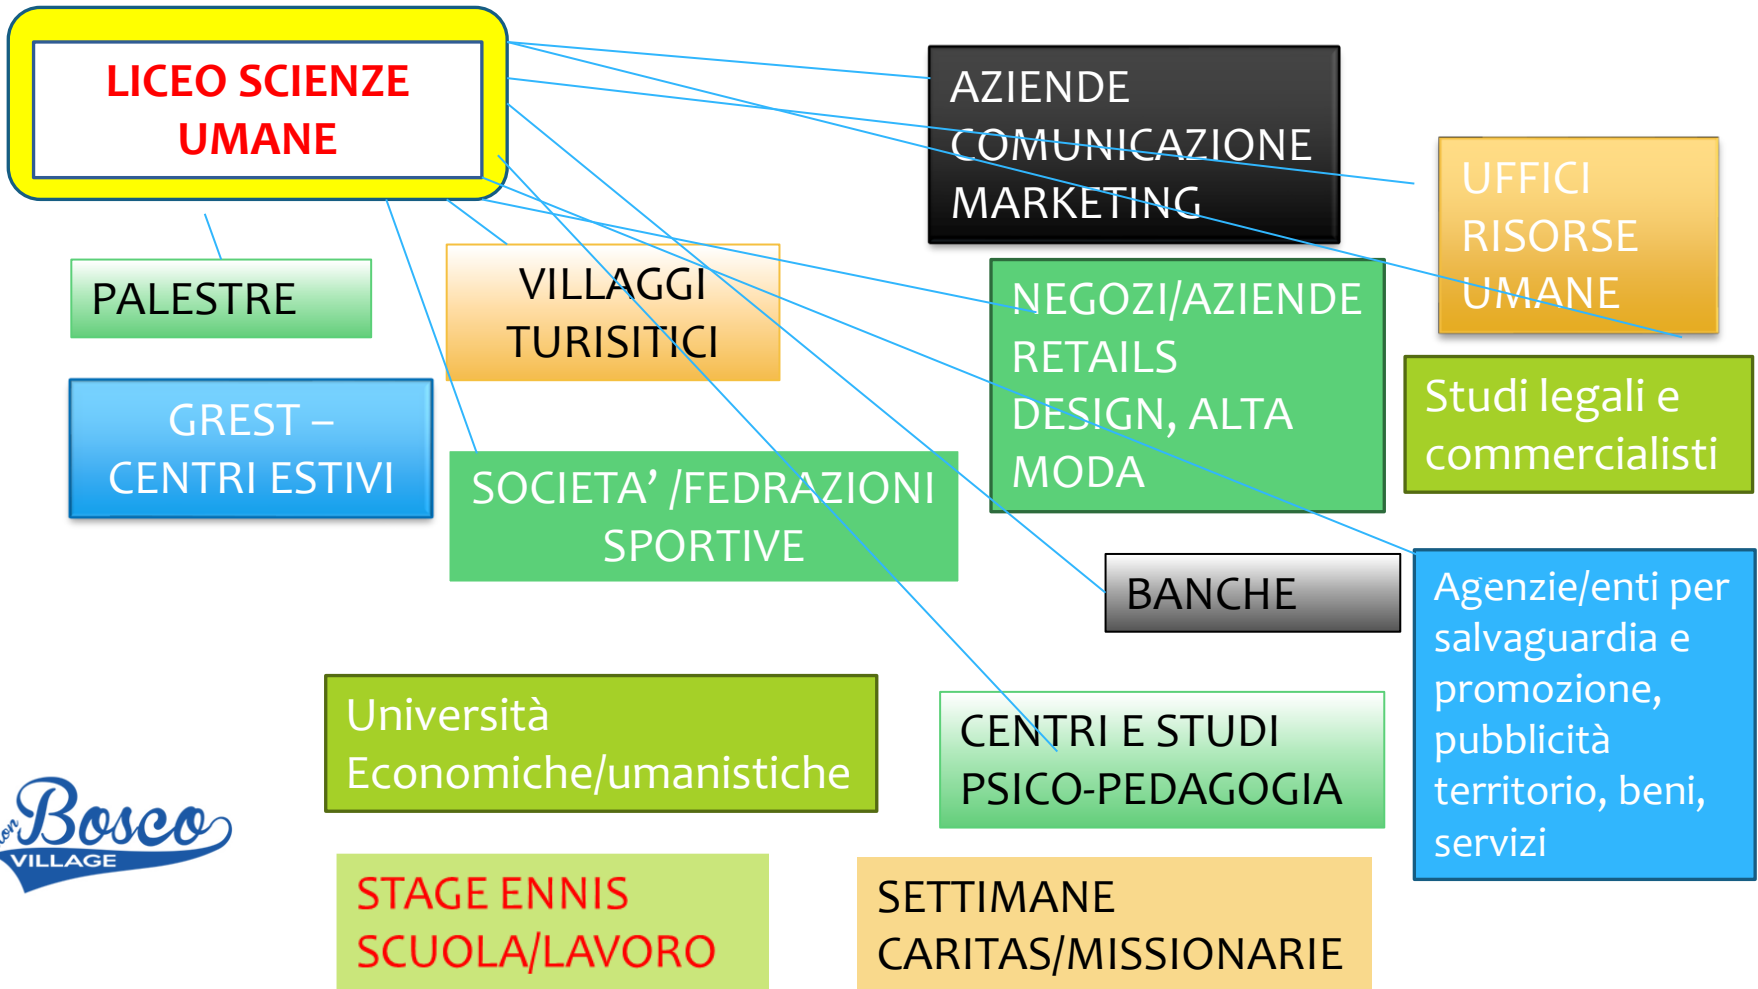 LICEO SCIENZE
UMANE
AZIENDE
COMUNICAZIONE
MARKETING
UFFICI
RISORSE
UMANE
PALESTRE
VILLAGGI
TURISITICI
NEGOZI/AZIENDE
RETAILS
DESIGN, ALTA
MODA
Studi legali e
commercialisti
GREST –
CENTRI ESTIVI
SOCIETA’ /FEDRAZIONI
SPORTIVE
BANCHE
Agenzie/enti per
salvaguardia e
promozione,
pubblicità
territorio, beni,
servizi
Università
Economiche/umanistiche
CENTRI E STUDI
PSICO-PEDAGOGIA
Bosco
VILLAGE
STAGE ENNIS
SCUOLA/LAVORO
SETTIMANE
CARITAS/MISSIONARIE